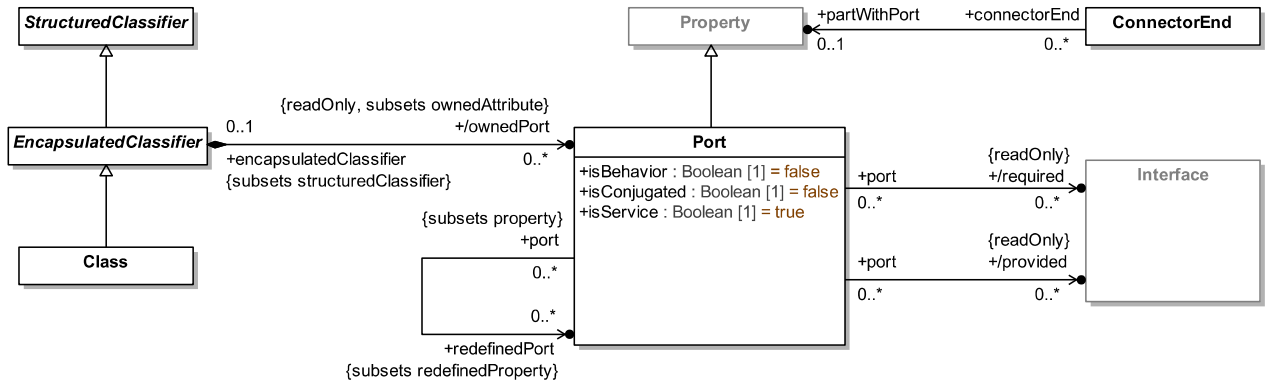 StructuredClassifier
Property
+partWithPort
+connectorEnd
ConnectorEnd
0..1
0..*
{readOnly, subsets ownedAttribute}
0..1
+/ownedPort
EncapsulatedClassifier
+encapsulatedClassifier
0..*
{subsets structuredClassifier}
Port
+isBehavior : Boolean [1] = false
+isConjugated : Boolean [1] = false
+isService : Boolean [1] = true
{readOnly}
+port
+/required
0..*
0..*
Interface
{subsets property}
+port
0..*
0..*
+redefinedPort
{subsets redefinedProperty}
{readOnly}
+port
+/provided
0..*
0..*
Class